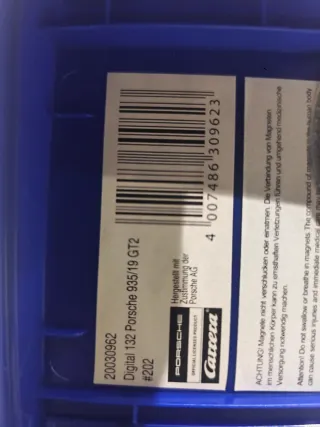 20030962
Digital 132 Porsche 935/19 GT2
#202
4 007486 309623
PORSCHE
OFFICIAL LICENSED PRODUCT
Carrera
Hergestellt mit
Zustimmung der
Porsche AG
ACHTUNG! Magnete nicht verschlucken oder einatmen. Die Verbindung von Magneten
im menschlichen Körper kann zu ernsthaften Verletzungen führen und umgehend medizinische
Versorgung notwendig machen.
Attention! Do not swallow or breathe in magnets. The compound of magnets in the human body
can cause serious injuries and immediate medical